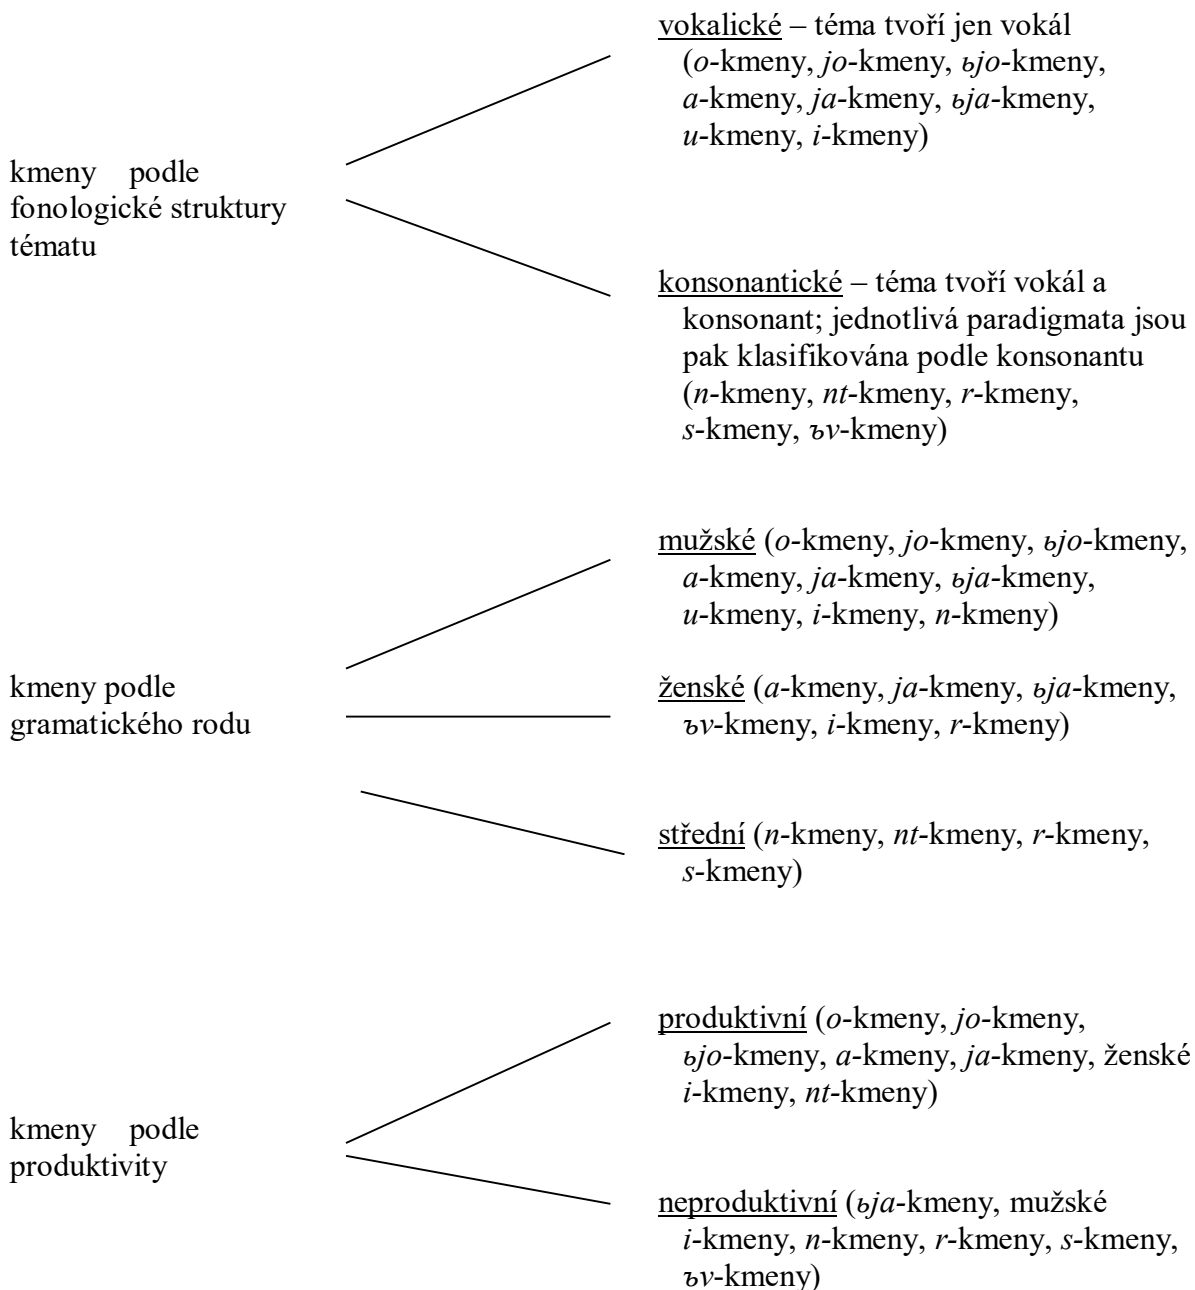 vokalické – téma tvoří jen vokál
(o-kmeny, jo-kmeny, ьjo-kmeny,
a-kmeny, ja-kmeny, ьja-kmeny,
u-kmeny, i-kmeny)
kmeny podle
fonologické struktury
tématu
konsonantické – téma tvoří vokál a
konsonant; jednotlivá paradigmata jsou
pak klasifikována podle konsonantu
(n-kmeny, nt-kmeny, r-kmeny,
s-kmeny, ъv-kmeny)
mužské (o-kmeny, jo-kmeny, ьjo-kmeny,
a-kmeny, ja-kmeny, ьja-kmeny,
u-kmeny, i-kmeny, n-kmeny)
kmeny podle
gramatického rodu
ženské (a-kmeny, ja-kmeny, ьja-kmeny,
ъv-kmeny, i-kmeny, r-kmeny)
střední (n-kmeny, nt-kmeny, r-kmeny,
s-kmeny)
produktivní (o-kmeny, jo-kmeny,
ьjo-kmeny, a-kmeny, ja-kmeny, ženské
i-kmeny, nt-kmeny)
kmeny podle
produktivity
neproduktivní (ьja-kmeny, mužské
i-kmeny, n-kmeny, r-kmeny, s-kmeny,
ъv-kmeny)